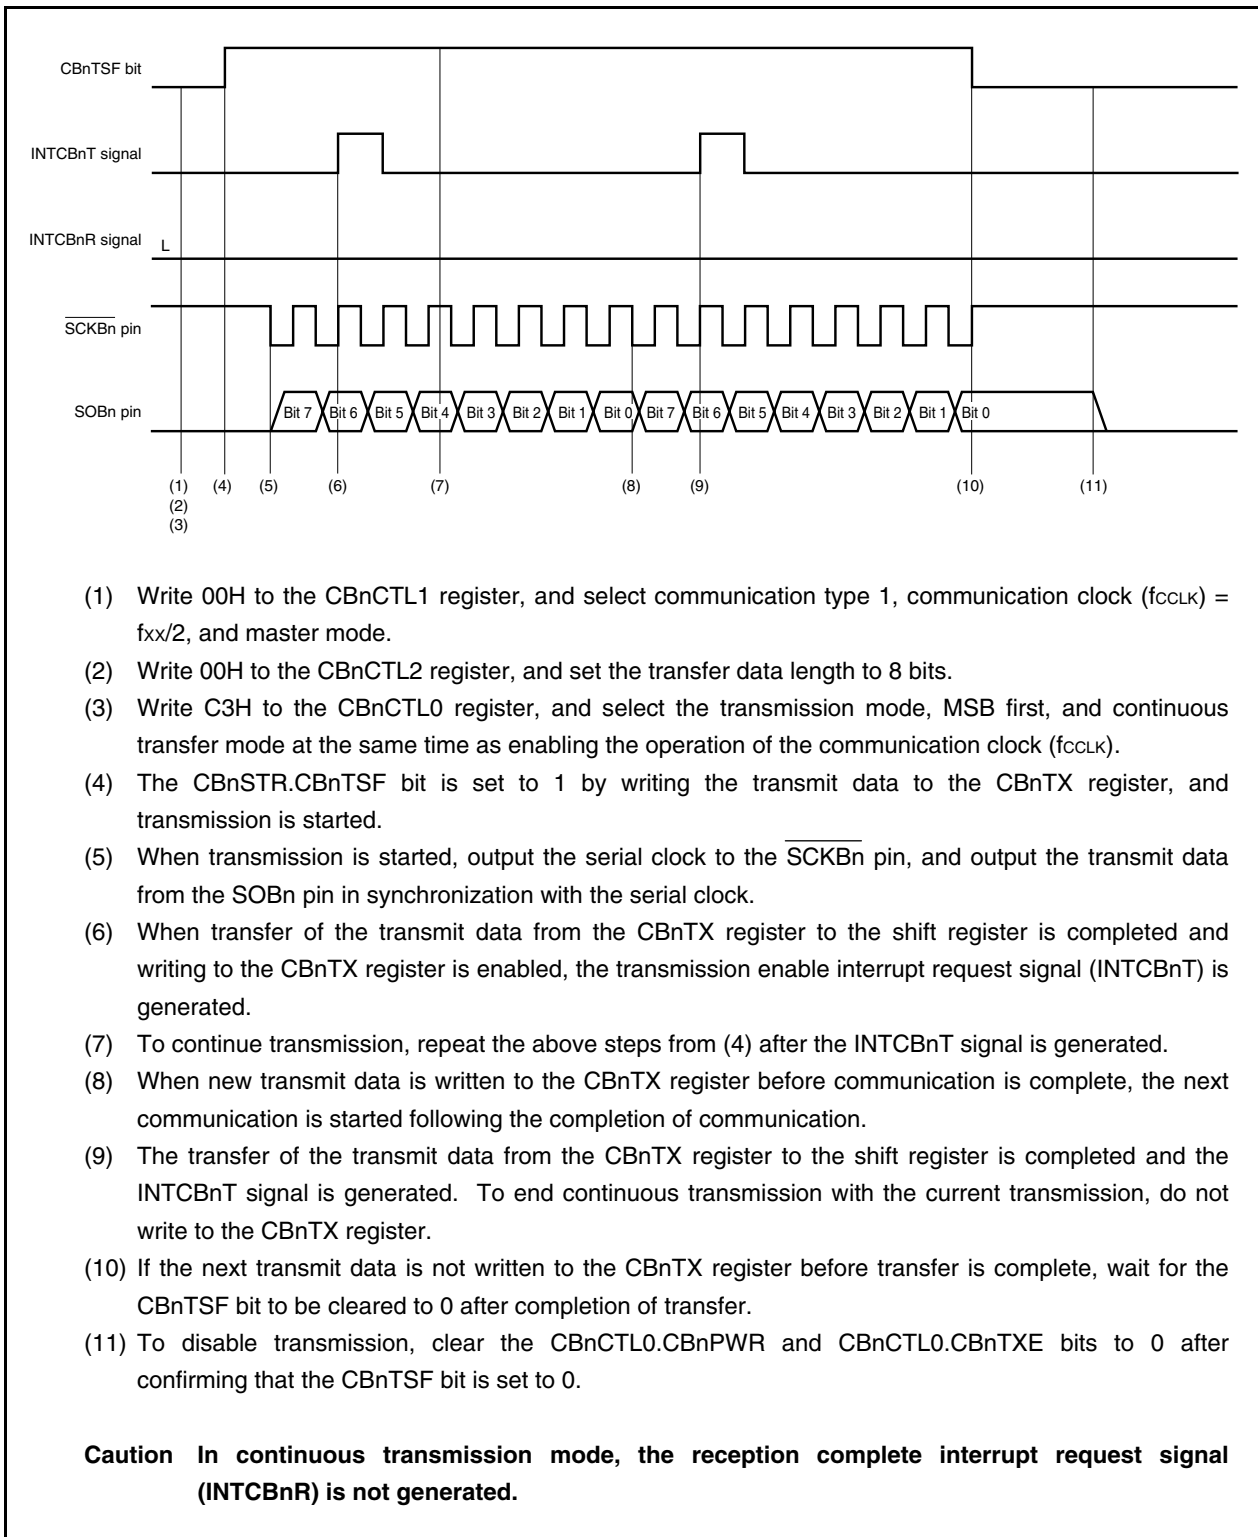 CBnTSF bit
INTCBnT signal
INTCBnR signal L
SCKBn pin
SOBn pin Bit 7 Bit 6 Bit 5 Bit 4 Bit 3 Bit 2 Bit 1 Bit 0 Bit 7 Bit 6 Bit 5 Bit 4 Bit 3 Bit 2 Bit 1 Bit 0
(1) (4) (5) (6) (7) (8) (9) (10) (11)
(2)
(3)
(1) Write 00H to the CBnCTL1 register, and select communication type 1, communication clock (fCCLK) =
fxx/2, and master mode.
(2) Write 00H to the CBnCTL2 register, and set the transfer data length to 8 bits.
(3) Write C3H to the CBnCTL0 register, and select the transmission mode, MSB first, and continuous
transfer mode at the same time as enabling the operation of the communication clock (fCCLK).
(4) The CBnSTR.CBnTSF bit is set to 1 by writing the transmit data to the CBnTX register, and
transmission is started.
(5) When transmission is started, output the serial clock to the SCKBn pin, and output the transmit data
from the SOBn pin in synchronization with the serial clock.
(6) When transfer of the transmit data from the CBnTX register to the shift register is completed and
writing to the CBnTX register is enabled, the transmission enable interrupt request signal (INTCBnT) is
generated.
(7) To continue transmission, repeat the above steps from (4) after the INTCBnT signal is generated.
(8) When new transmit data is written to the CBnTX register before communication is complete, the next
communication is started following the completion of communication.
(9) The transfer of the transmit data from the CBnTX register to the shift register is completed and the
INTCBnT signal is generated. To end continuous transmission with the current transmission, do not
write to the CBnTX register.
(10) If the next transmit data is not written to the CBnTX register before transfer is complete, wait for the
CBnTSF bit to be cleared to 0 after completion of transfer.
(11) To disable transmission, clear the CBnCTL0.CBnPWR and CBnCTL0.CBnTXE bits to 0 after
confirming that the CBnTSF bit is set to 0.
Caution In continuous transmission mode, the reception complete interrupt request signal
(INTCBnR) is not generated.